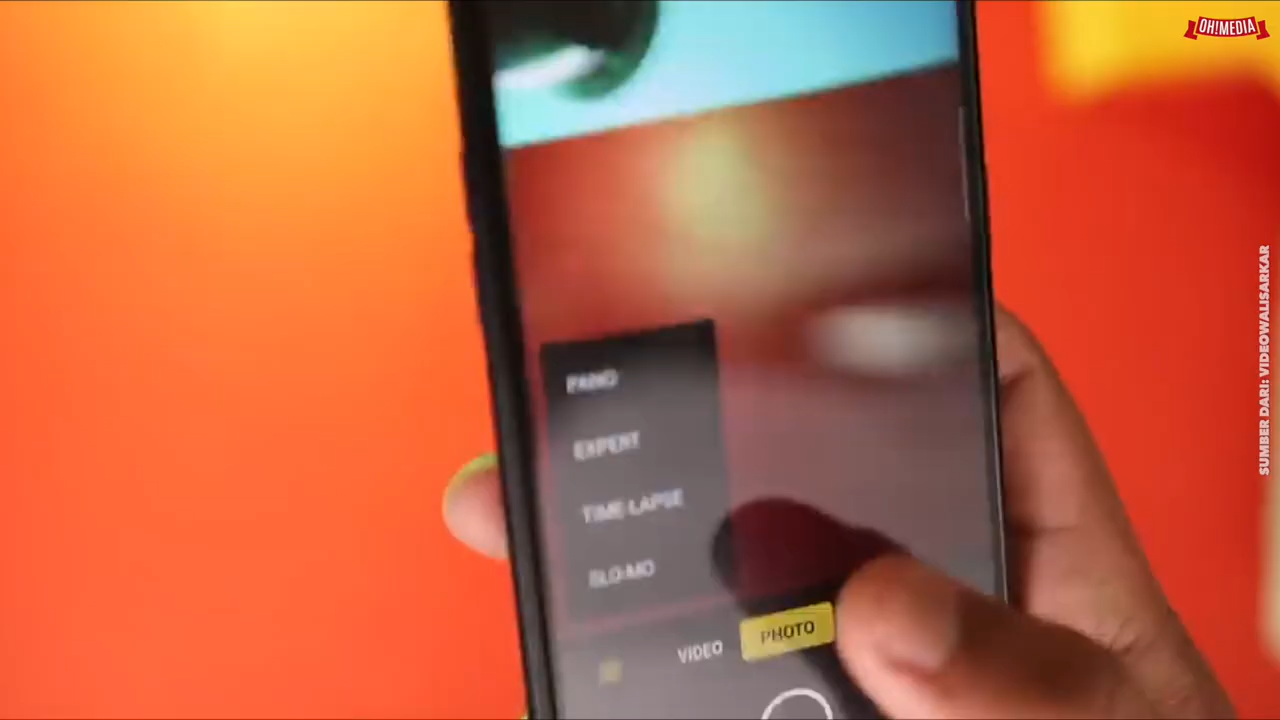 OH!MEDIA
SUMBER DARI: VIDEOWALISARKAR
PANO
EXPERT
TIME-LAPSE
SLO-MO
VIDEO
PHOTO